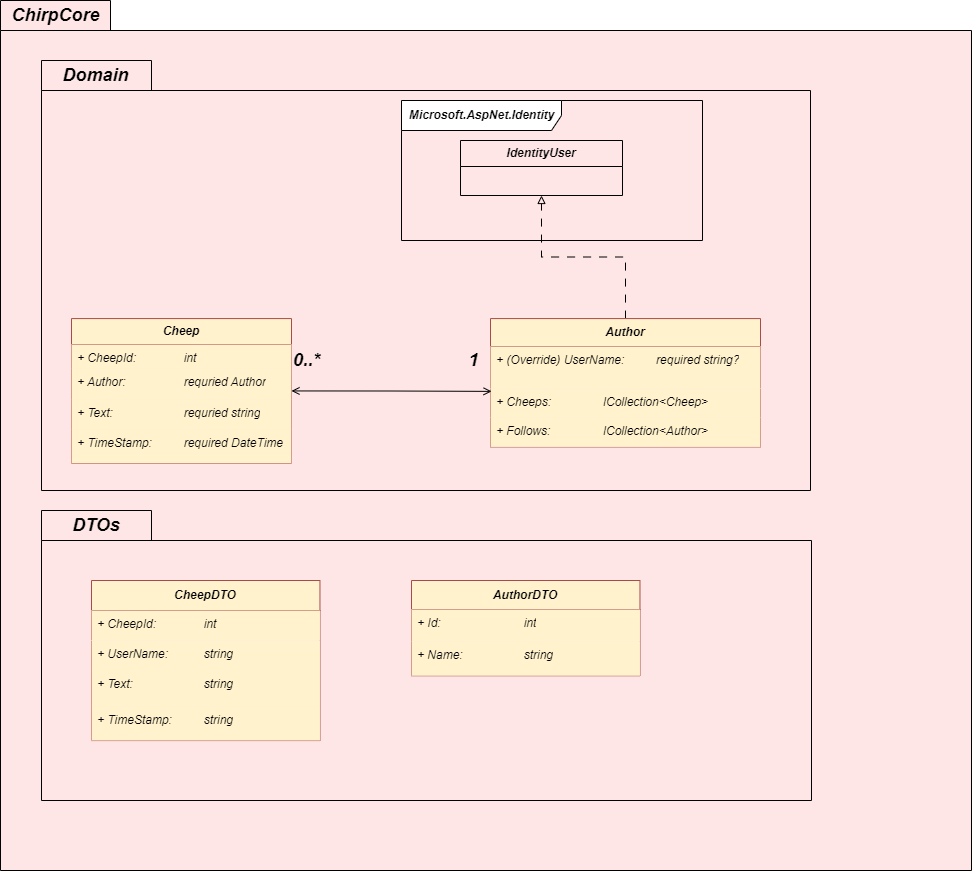 ChirpCore
Domain
Microsoft.AspNet.Identity
IdentityUser
Cheep
+ CheepId: int
+ Author: requried Author
+ Text: requried string
+ TimeStamp: required DateTime
0..*
1
Author
+ (Override) UserName: required string?
+ Cheeps: ICollection<Cheep>
+ Follows: ICollection<Author>
DTOs
CheepDTO
+ CheepId: int
+ UserName: string
+ Text: string
+ TimeStamp: string
AuthorDTO
+ Id: int
+ Name: string